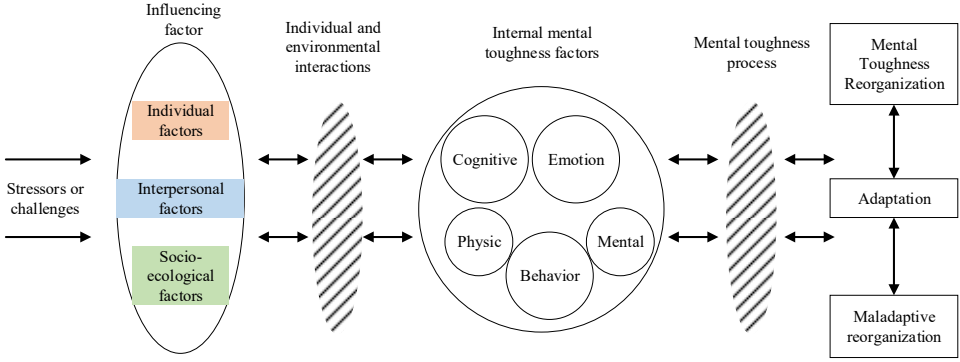 Stressors or
challenges
Influencing
factor
Individual
factors
Interpersonal
factors
Socio-
ecological
factors
Individual and
environmental
interactions
Internal mental
toughness factors
Cognitive
Emotion
Physic
Mental
Behavior
Mental toughness
process
Mental
Toughness
Reorganization
Adaptation
Maladaptive
reorganization